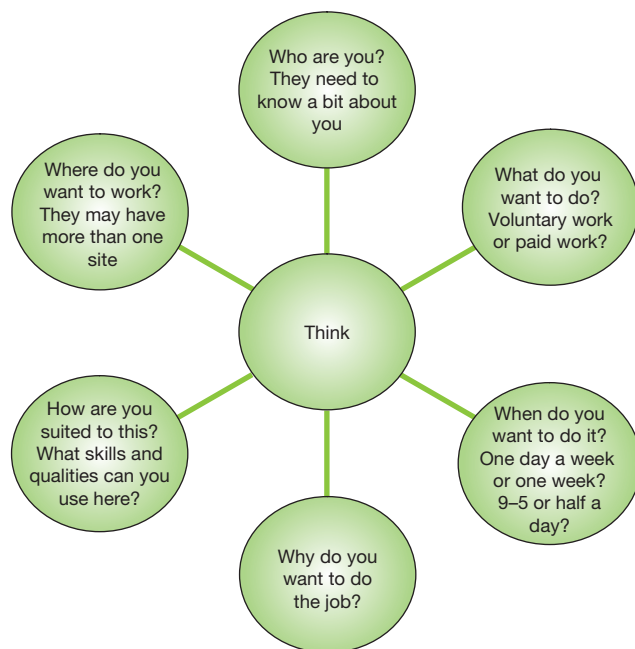 Who are you?
They need to
know a bit about
you
Where do you
want to work?
They may have
more than one
site
What do you
want to do?
Voluntary work
or paid work?
Think
How are you
suited to this?
What skills and
qualities can you
use here?
When do you
want to do it?
One day a week
or one week?
9–5 or half a
day?
Why do you
want to do
the job?